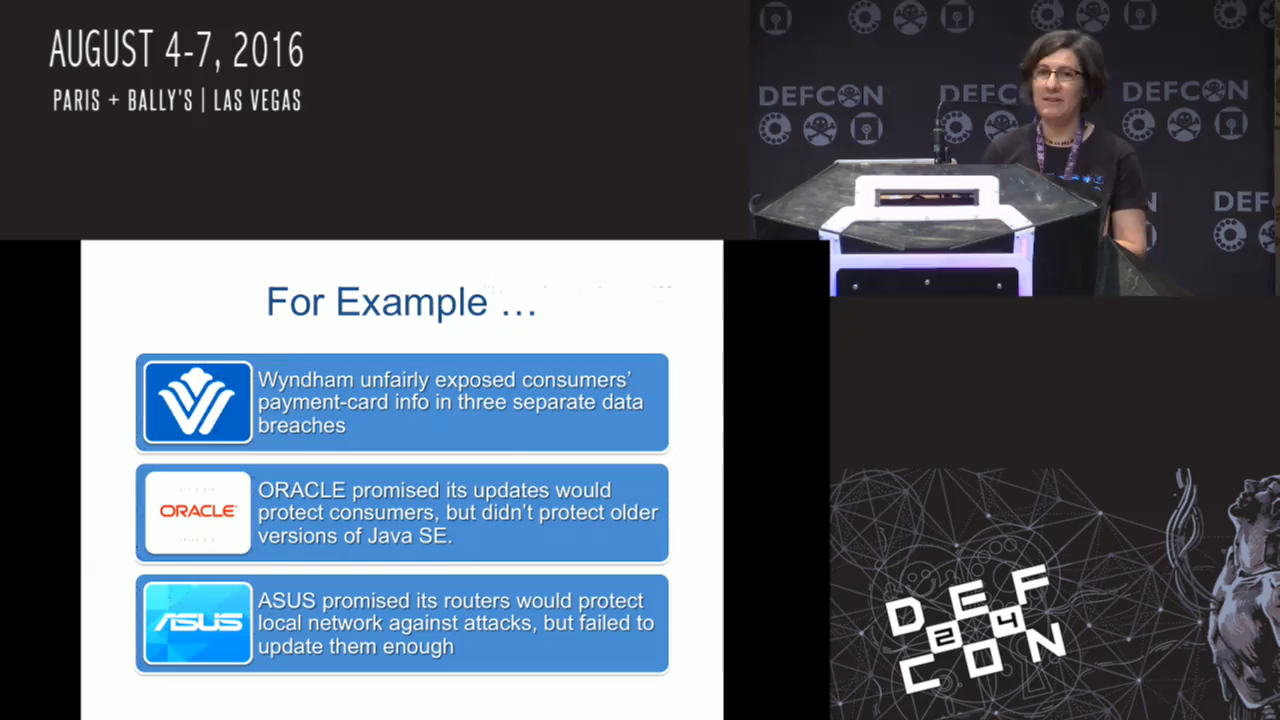 AUGUST 4-7, 2016
PARIS + BALLY'S | LAS VEGAS
DEFCON
DEFCON
DEFCON
N
DEF
For Example …
Wyndham unfairly exposed consumers'
payment-card info in three separate data
breaches
ORACLE
ORACLE promised its updates would
protect consumers, but didn't protect older
versions of Java SE.
ASUS
ASUS promised its routers would protect
local network against attacks, but failed to
update them enough
DEF
24
CON